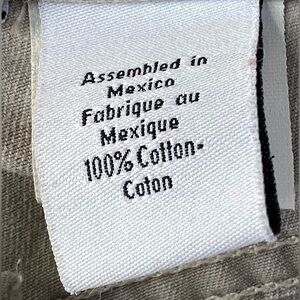 Assembled in
Mexico
Fabrique au
Mexique
100% Cotton-
Coton